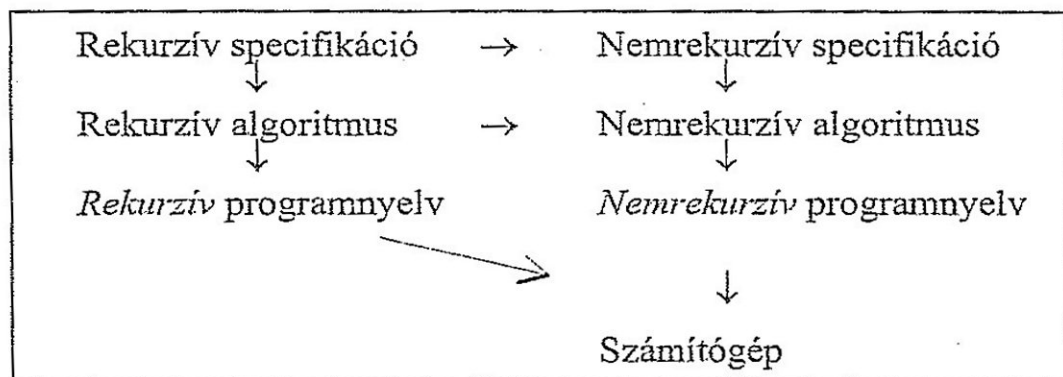 Rekurzív specifikáció → Nemrekurzív specifikáció
↓ ↓
Rekurzív algoritmus → Nemrekurzív algoritmus
↓ ↓
Rekurzív programnyelv Nemrekurzív programnyelv
↓
Számítógép